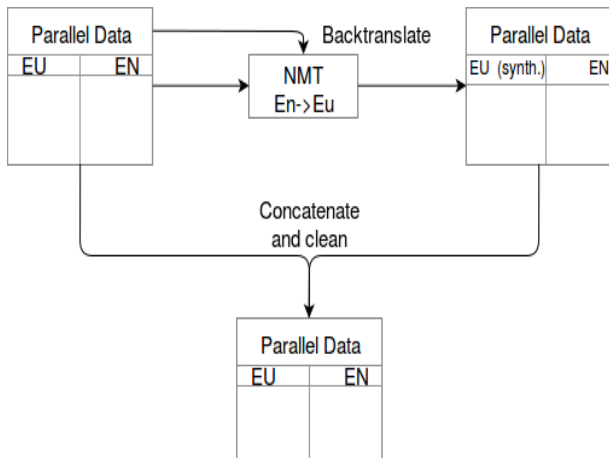 Parallel Data
EU EN
Backtranslate
NMT
En->Eu
Parallel Data
EU (synth.) EN
Concatenate
and clean
Parallel Data
EU EN